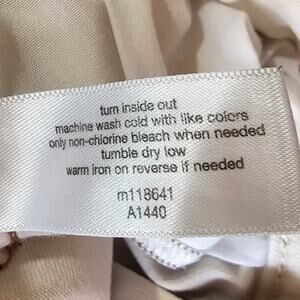 turn inside out
machine wash cold with like colors
only non-chlorine bleach when needed
tumble dry low
warm iron on reverse if needed
m118641
A1440